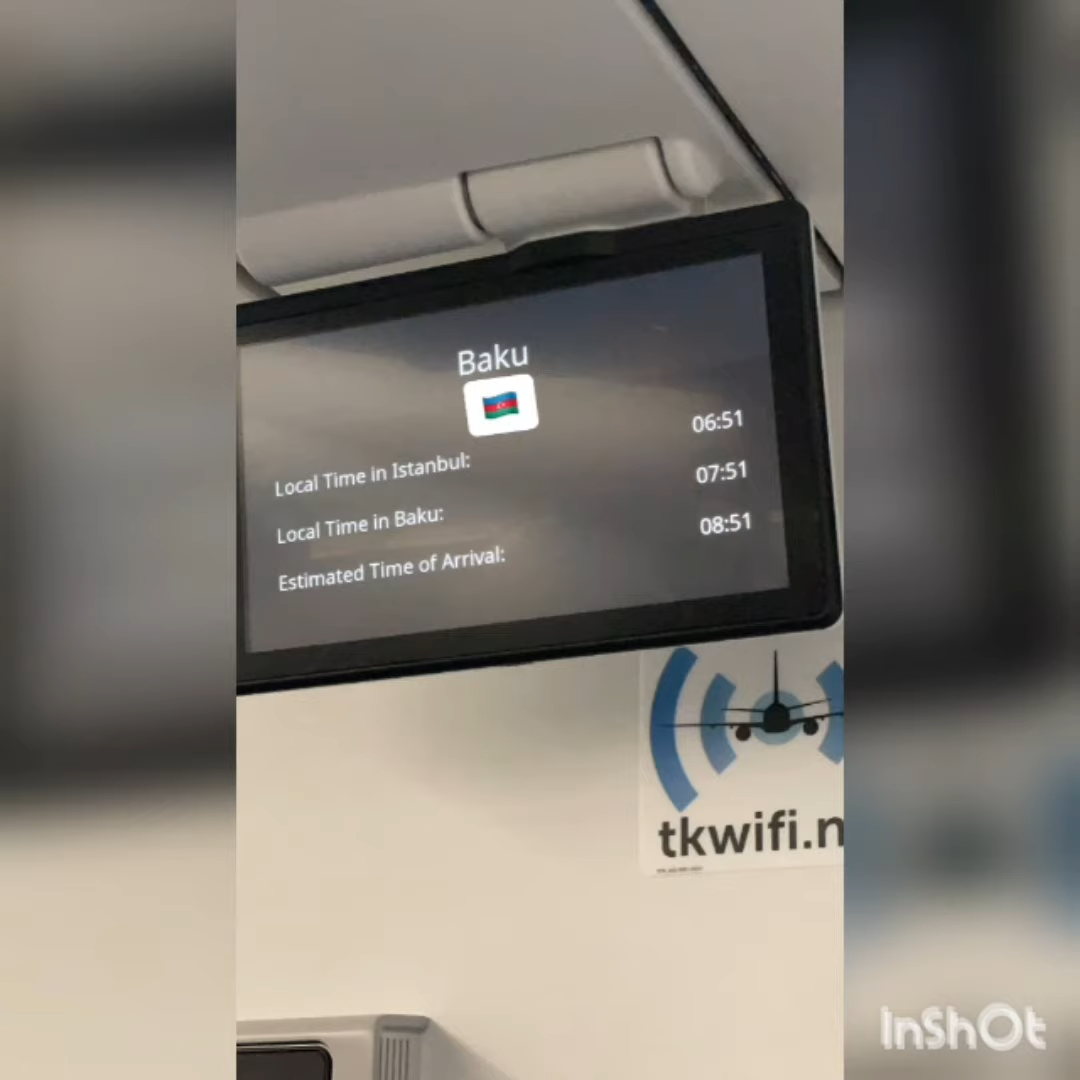 Baku
Local Time in Istanbul: 06:51
Local Time in Baku: 07:51
Estimated Time of Arrival: 08:51
tkwifi.n
InShOt